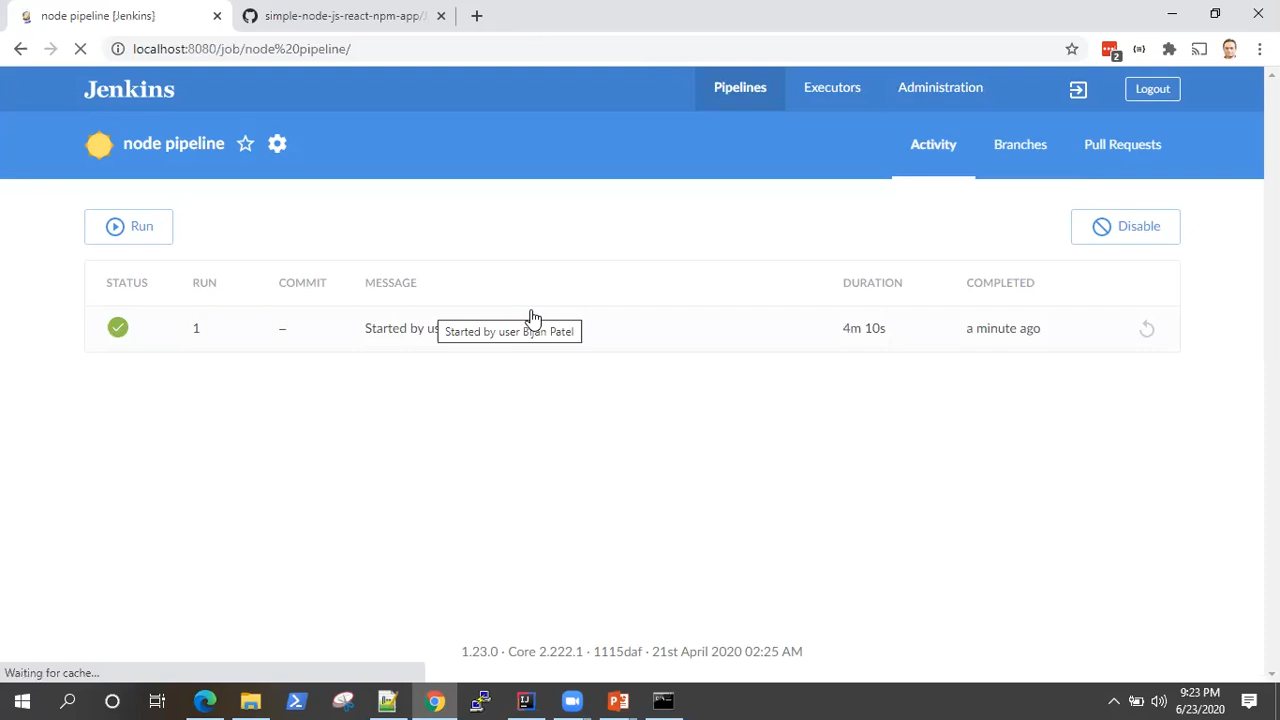 node pipeline [Jenkins]
simple-node-js-react-npm-app/
localhost:8080/job/node%20pipeline/
2
Jenkins
Pipelines
Executors
Administration
Logout
node pipeline
Activity
Branches
Pull Requests
Run
Disable
STATUS RUN COMMIT MESSAGE DURATION COMPLETED
1 – Started by 4m 10s a minute ago
Started by user Patel
1.23.0 · Core 2.222.1 · 1115daf · 21st April 2020 02:25 AM
Waiting for cache...
9:23 PM
6/23/2020